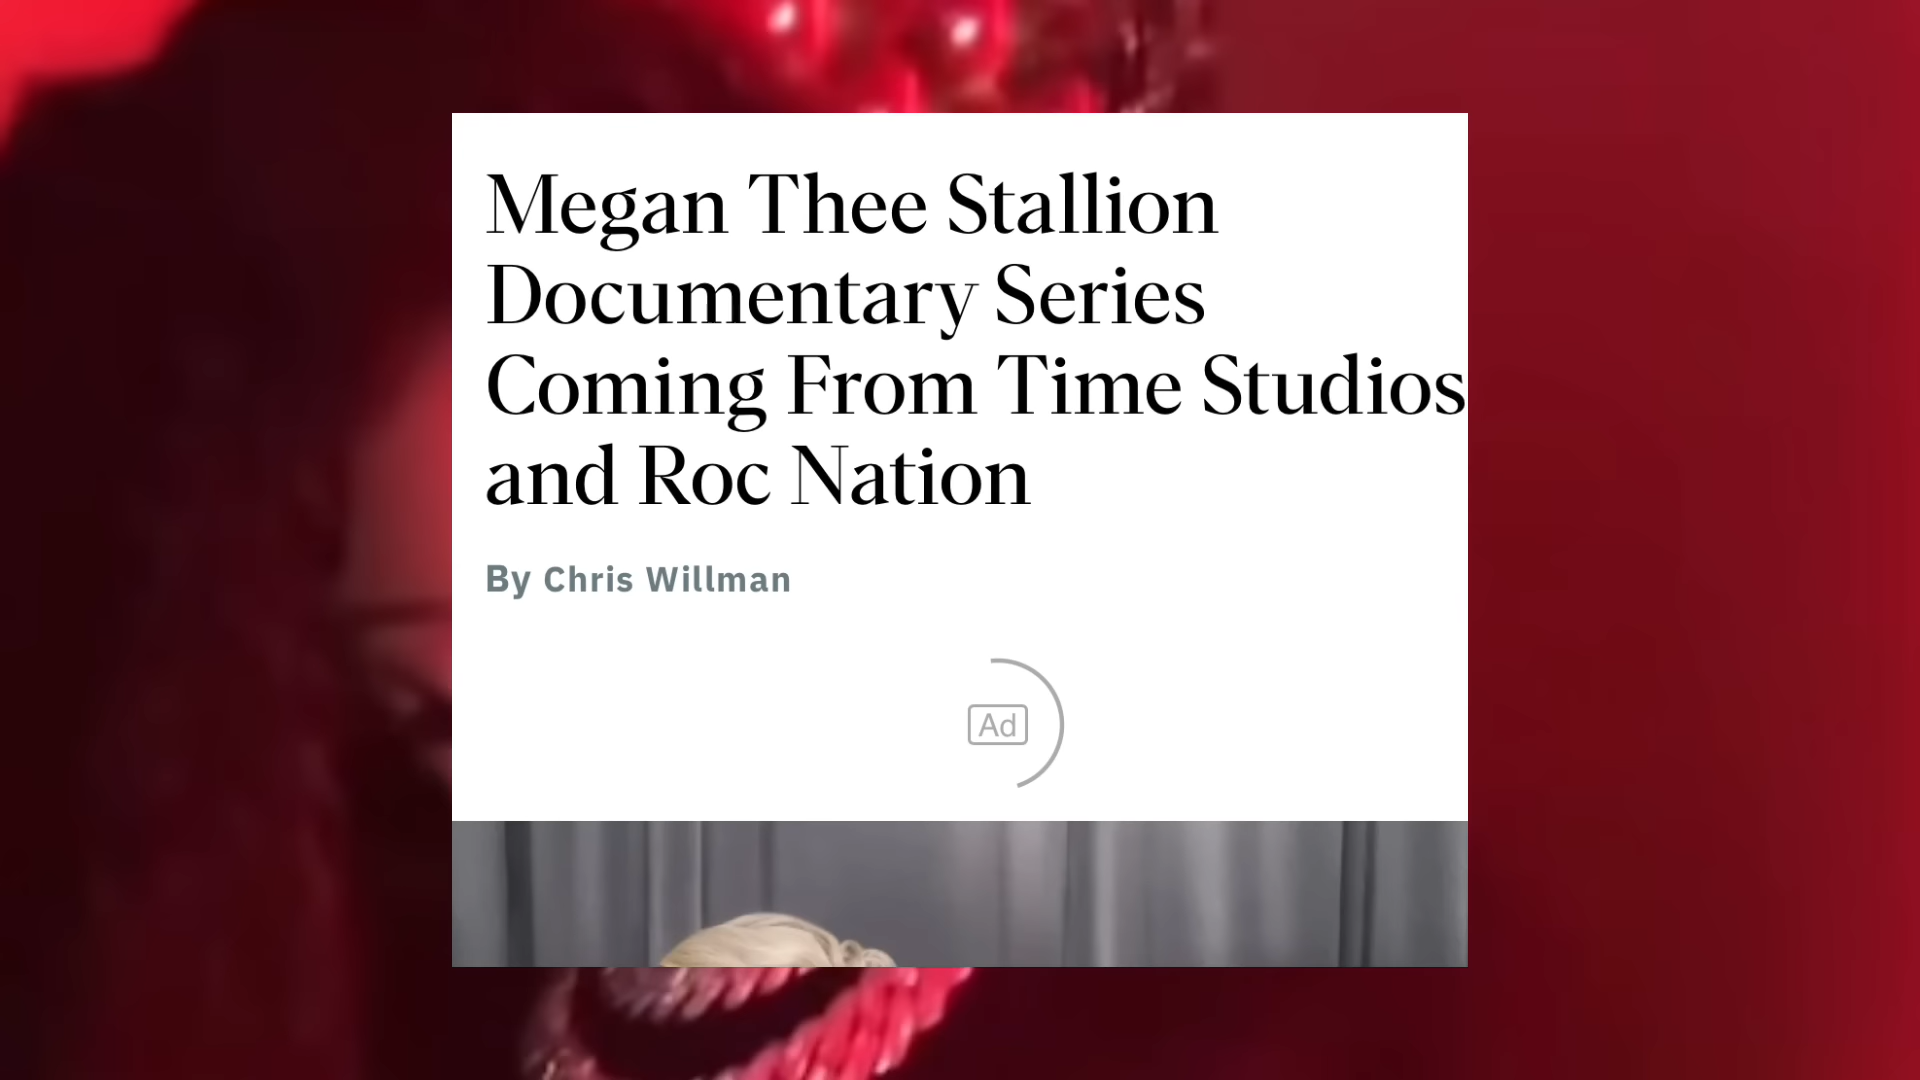 Megan Thee Stallion
Documentary Series
Coming From Time Studios
and Roc Nation
By Chris Willman
Ad